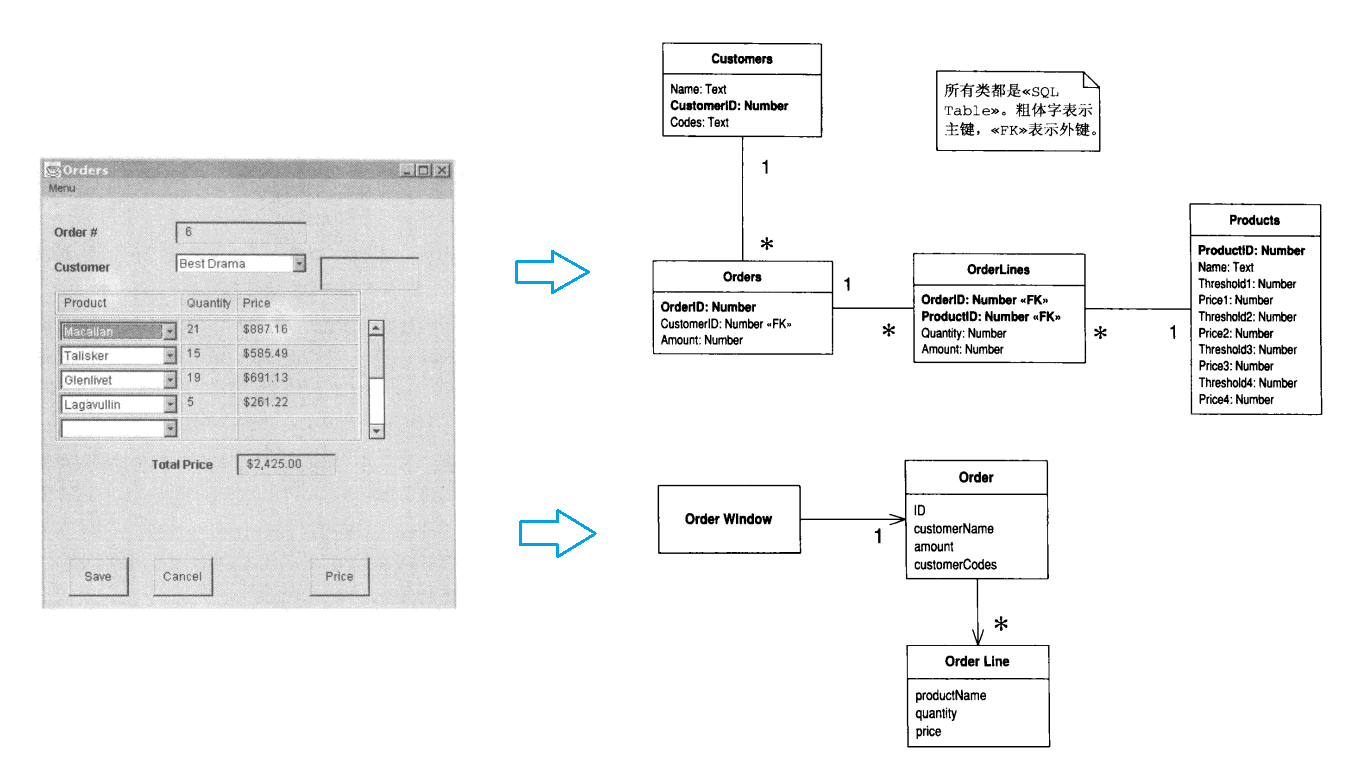 Orders
Menu
Order #
6
Customer
Best Drama
Product
Quantity
Price
Macallan
21
$887.16
Talisker
15
$585.49
Glenlivet
19
$691.13
Lagavullin
5
$261.22
Total Price
$2,425.00
Save
Cancel
Price
Customers
Name: Text
CustomerID: Number
Codes: Text
所有类都是«SQL
Table»。粗体字表示
主键，«FK»表示外键。
1
*
Orders
OrderID: Number
CustomerID: Number «FK»
Amount: Number
1
*
OrderLines
OrderID: Number «FK»
ProductID: Number «FK»
Quantity: Number
Amount: Number
*
1
Products
ProductID: Number
Name: Text
Threshold1: Number
Price1: Number
Threshold2: Number
Price2: Number
Threshold3: Number
Price3: Number
Threshold4: Number
Price4: Number
Order Window
1
Order
ID
customerName
amount
customerCodes
*
Order Line
productName
quantity
price